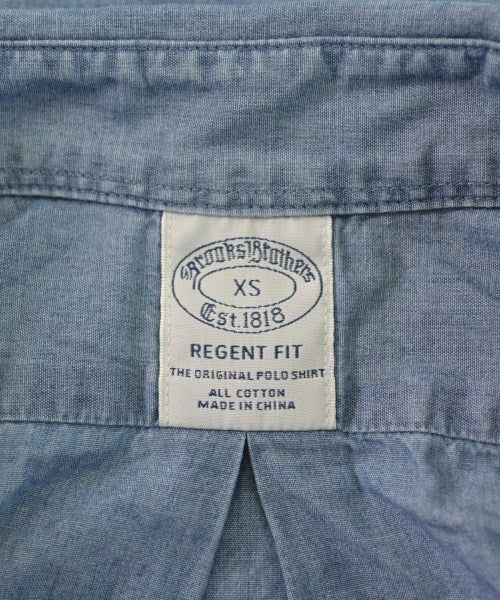 Brooks Brothers
XS
Est. 1818
REGENT FIT
THE ORIGINAL POLO SHIRT
ALL COTTON
MADE IN CHINA